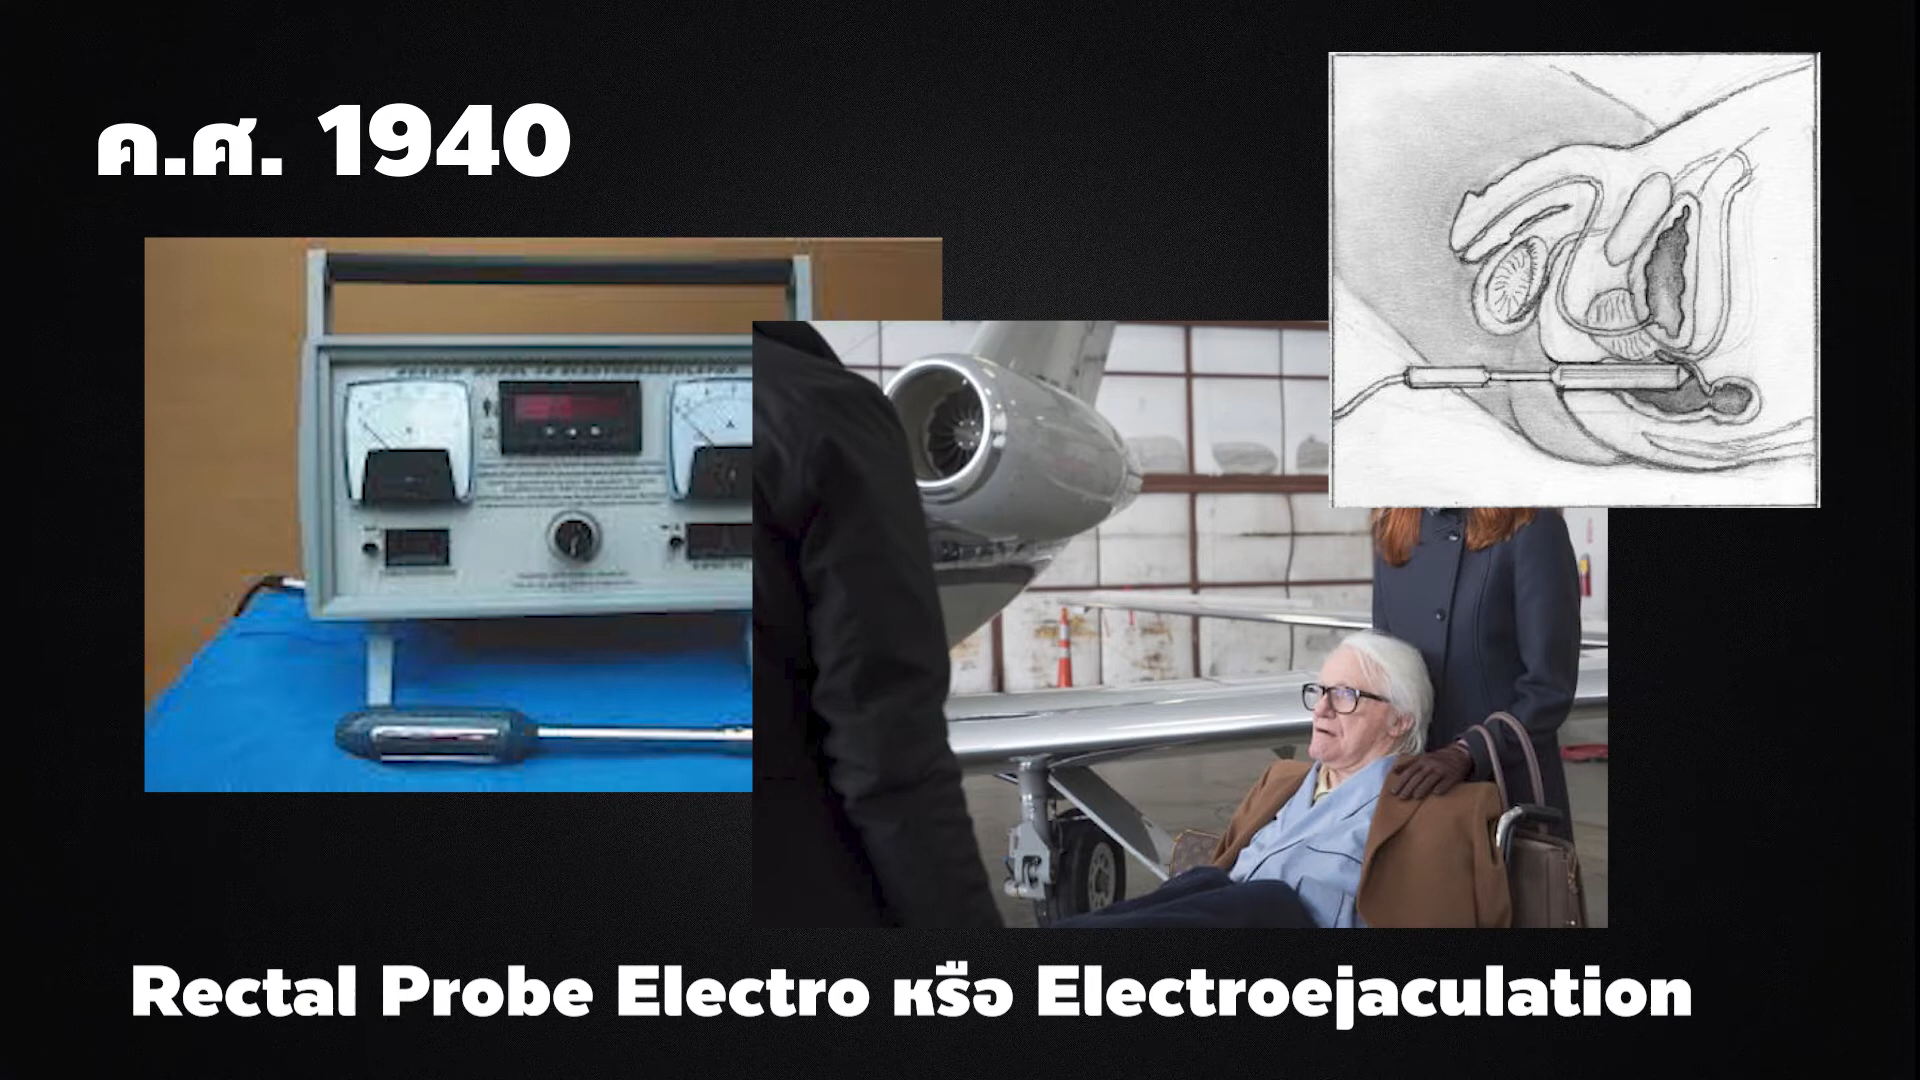 ค.ศ. 1940
Rectal Probe Electro หรือ Electroejaculation